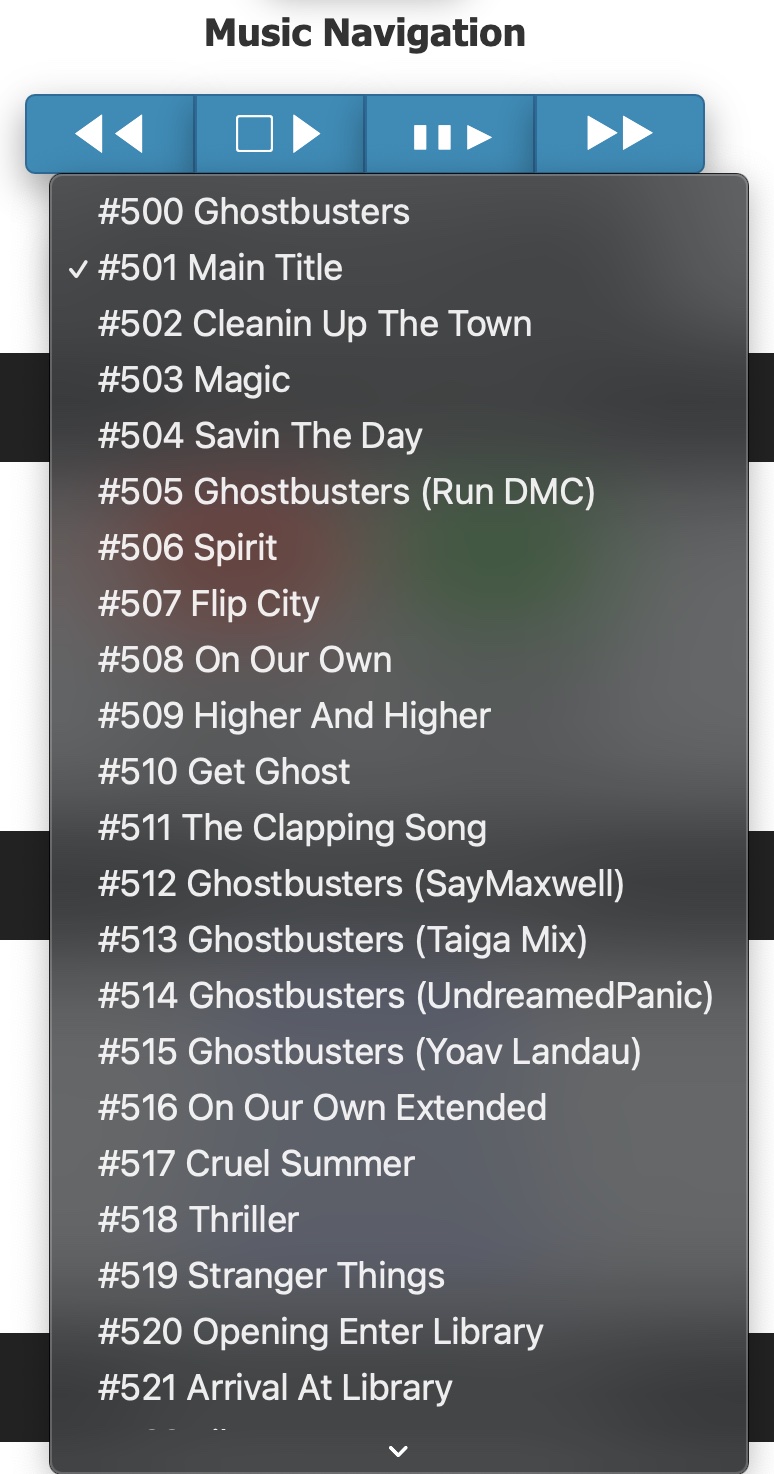 Music Navigation
#500 Ghostbusters
#501 Main Title
#502 Cleanin Up The Town
#503 Magic
#504 Savin The Day
#505 Ghostbusters (Run DMC)
#506 Spirit
#507 Flip City
#508 On Our Own
#509 Higher And Higher
#510 Get Ghost
#511 The Clapping Song
#512 Ghostbusters (SayMaxwell)
#513 Ghostbusters (Taiga Mix)
#514 Ghostbusters (UndreamedPanic)
#515 Ghostbusters (Yoav Landau)
#516 On Our Own Extended
#517 Cruel Summer
#518 Thriller
#519 Stranger Things
#520 Opening Enter Library
#521 Arrival At Library